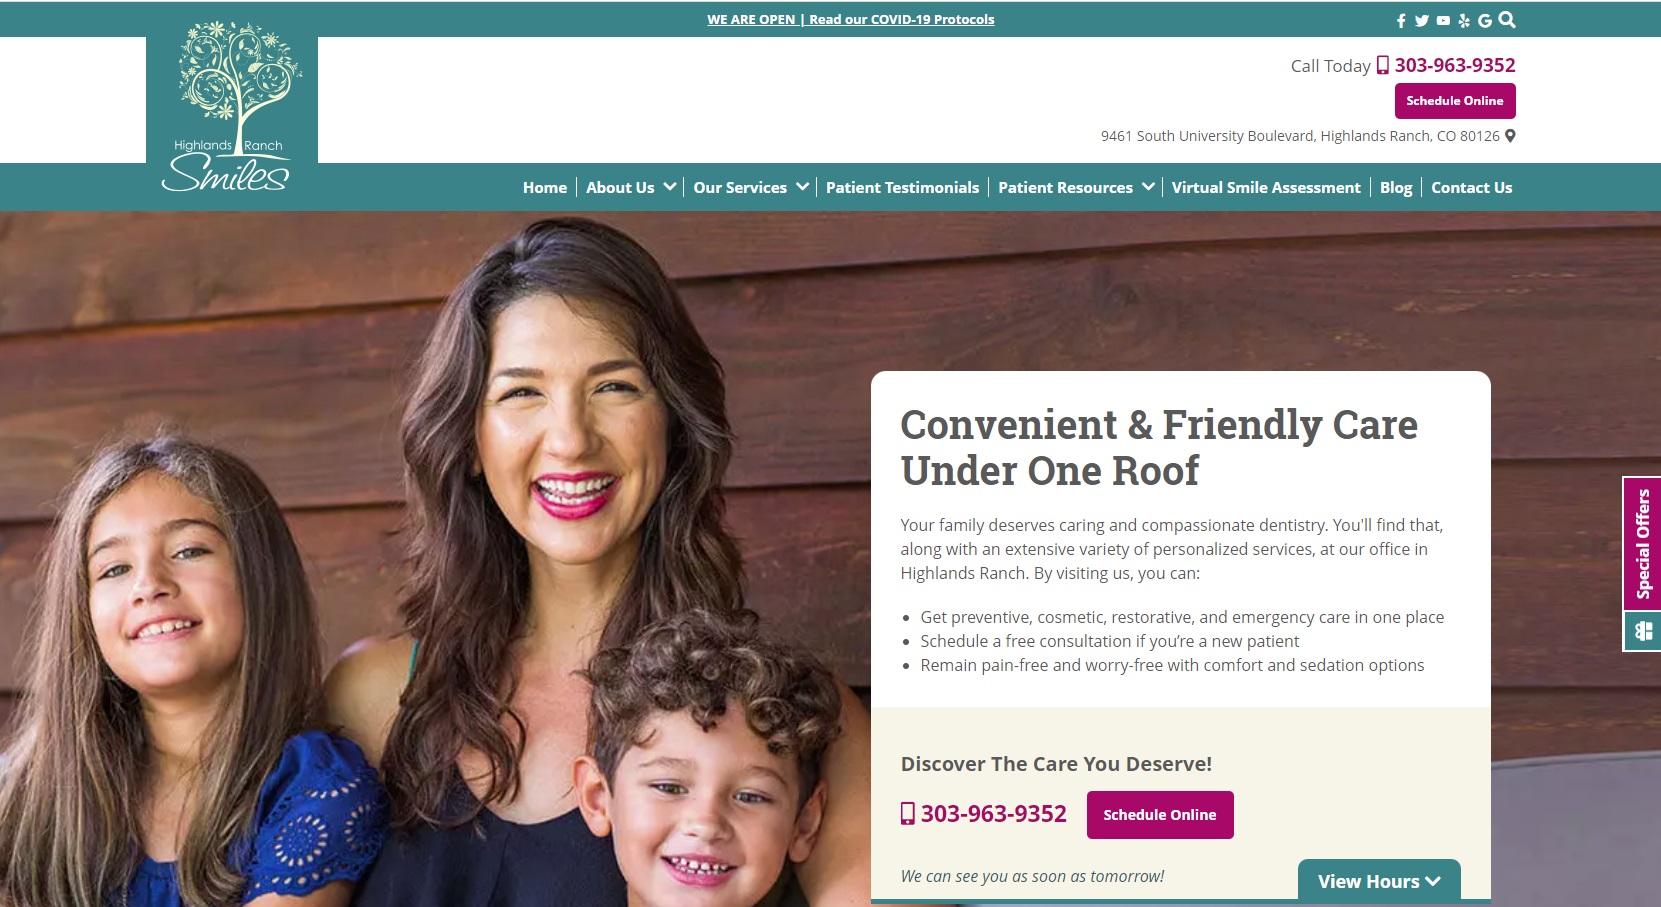 WE ARE OPEN | Read our COVID-19 Protocols
Call Today 303-963-9352
Schedule Online
9461 South University Boulevard, Highlands Ranch, CO 80126
Highlands Ranch
Smiles
Home
About Us
Our Services
Patient Testimonials
Patient Resources
Virtual Smile Assessment
Blog
Contact Us
Convenient & Friendly Care
Under One Roof
Your family deserves caring and compassionate dentistry. You'll find that,
along with an extensive variety of personalized services, at our office in
Highlands Ranch. By visiting us, you can:
• Get preventive, cosmetic, restorative, and emergency care in one place
• Schedule a free consultation if you’re a new patient
• Remain pain-free and worry-free with comfort and sedation options
Discover The Care You Deserve!
303-963-9352
Schedule Online
We can see you as soon as tomorrow!
View Hours
Special Offers